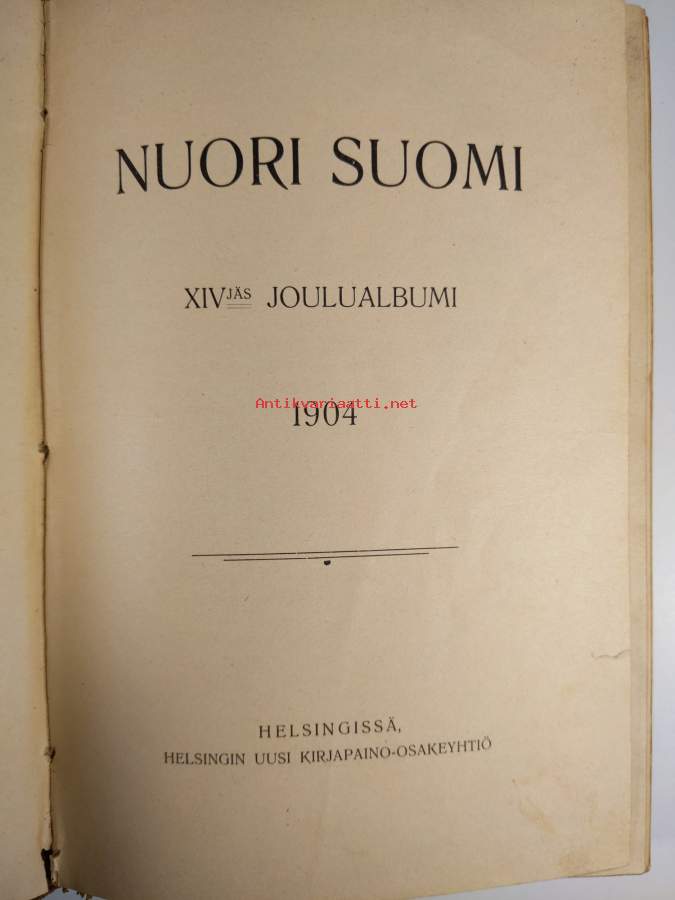 NUORI SUOMI
XIVJÄS JOULUALBUMI
Antikvariaatti.net
1904
HELSINGISSÄ,
HELSINGIN UUSI KIRJAPAINO-OSAKEYHTIÖ